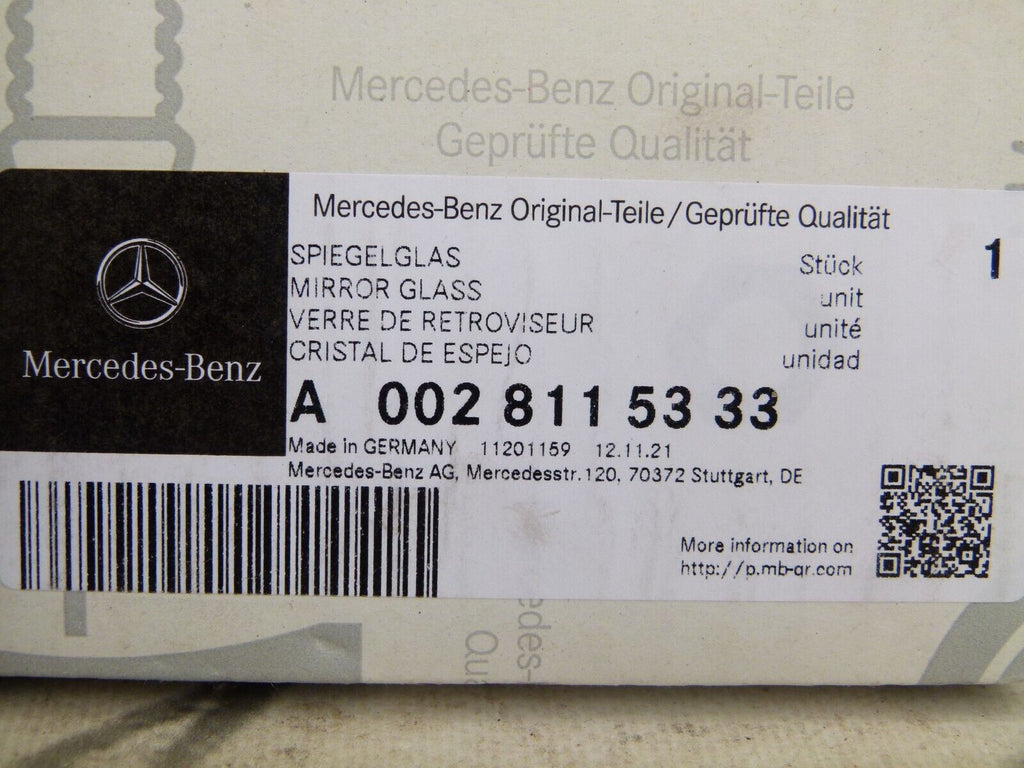 Mercedes-Benz Original-Teile
Geprüfte Qualität
Mercedes-Benz Original-Teile/Geprüfte Qualität
SPIEGELGLAS Stück 1
MIRROR GLASS unit
VERRE DE RETROVISEUR unité
CRISTAL DE ESPEJO unidad
Mercedes-Benz
A 002 811 53 33
Made in GERMANY 11201159 12.11.21
Mercedes-Benz AG, Mercedesstr.120, 70372 Stuttgart, DE
More information on
http://p.mb-qr.com